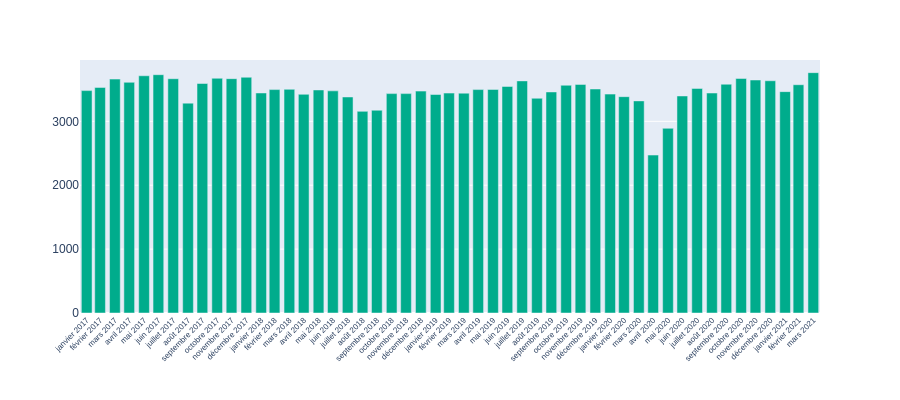 3000
2000
1000
0
janvier 2017
février 2017
mars 2017
avril 2017
mai 2017
juin 2017
juillet 2017
août 2017
septembre 2017
octobre 2017
novembre 2017
décembre 2017
janvier 2018
février 2018
mars 2018
avril 2018
mai 2018
juin 2018
juillet 2018
août 2018
septembre 2018
octobre 2018
novembre 2018
décembre 2018
janvier 2019
février 2019
mars 2019
avril 2019
mai 2019
juin 2019
juillet 2019
août 2019
septembre 2019
octobre 2019
novembre 2019
décembre 2019
janvier 2020
février 2020
mars 2020
avril 2020
mai 2020
juin 2020
juillet 2020
août 2020
septembre 2020
octobre 2020
novembre 2020
décembre 2020
janvier 2021
février 2021
mars 2021